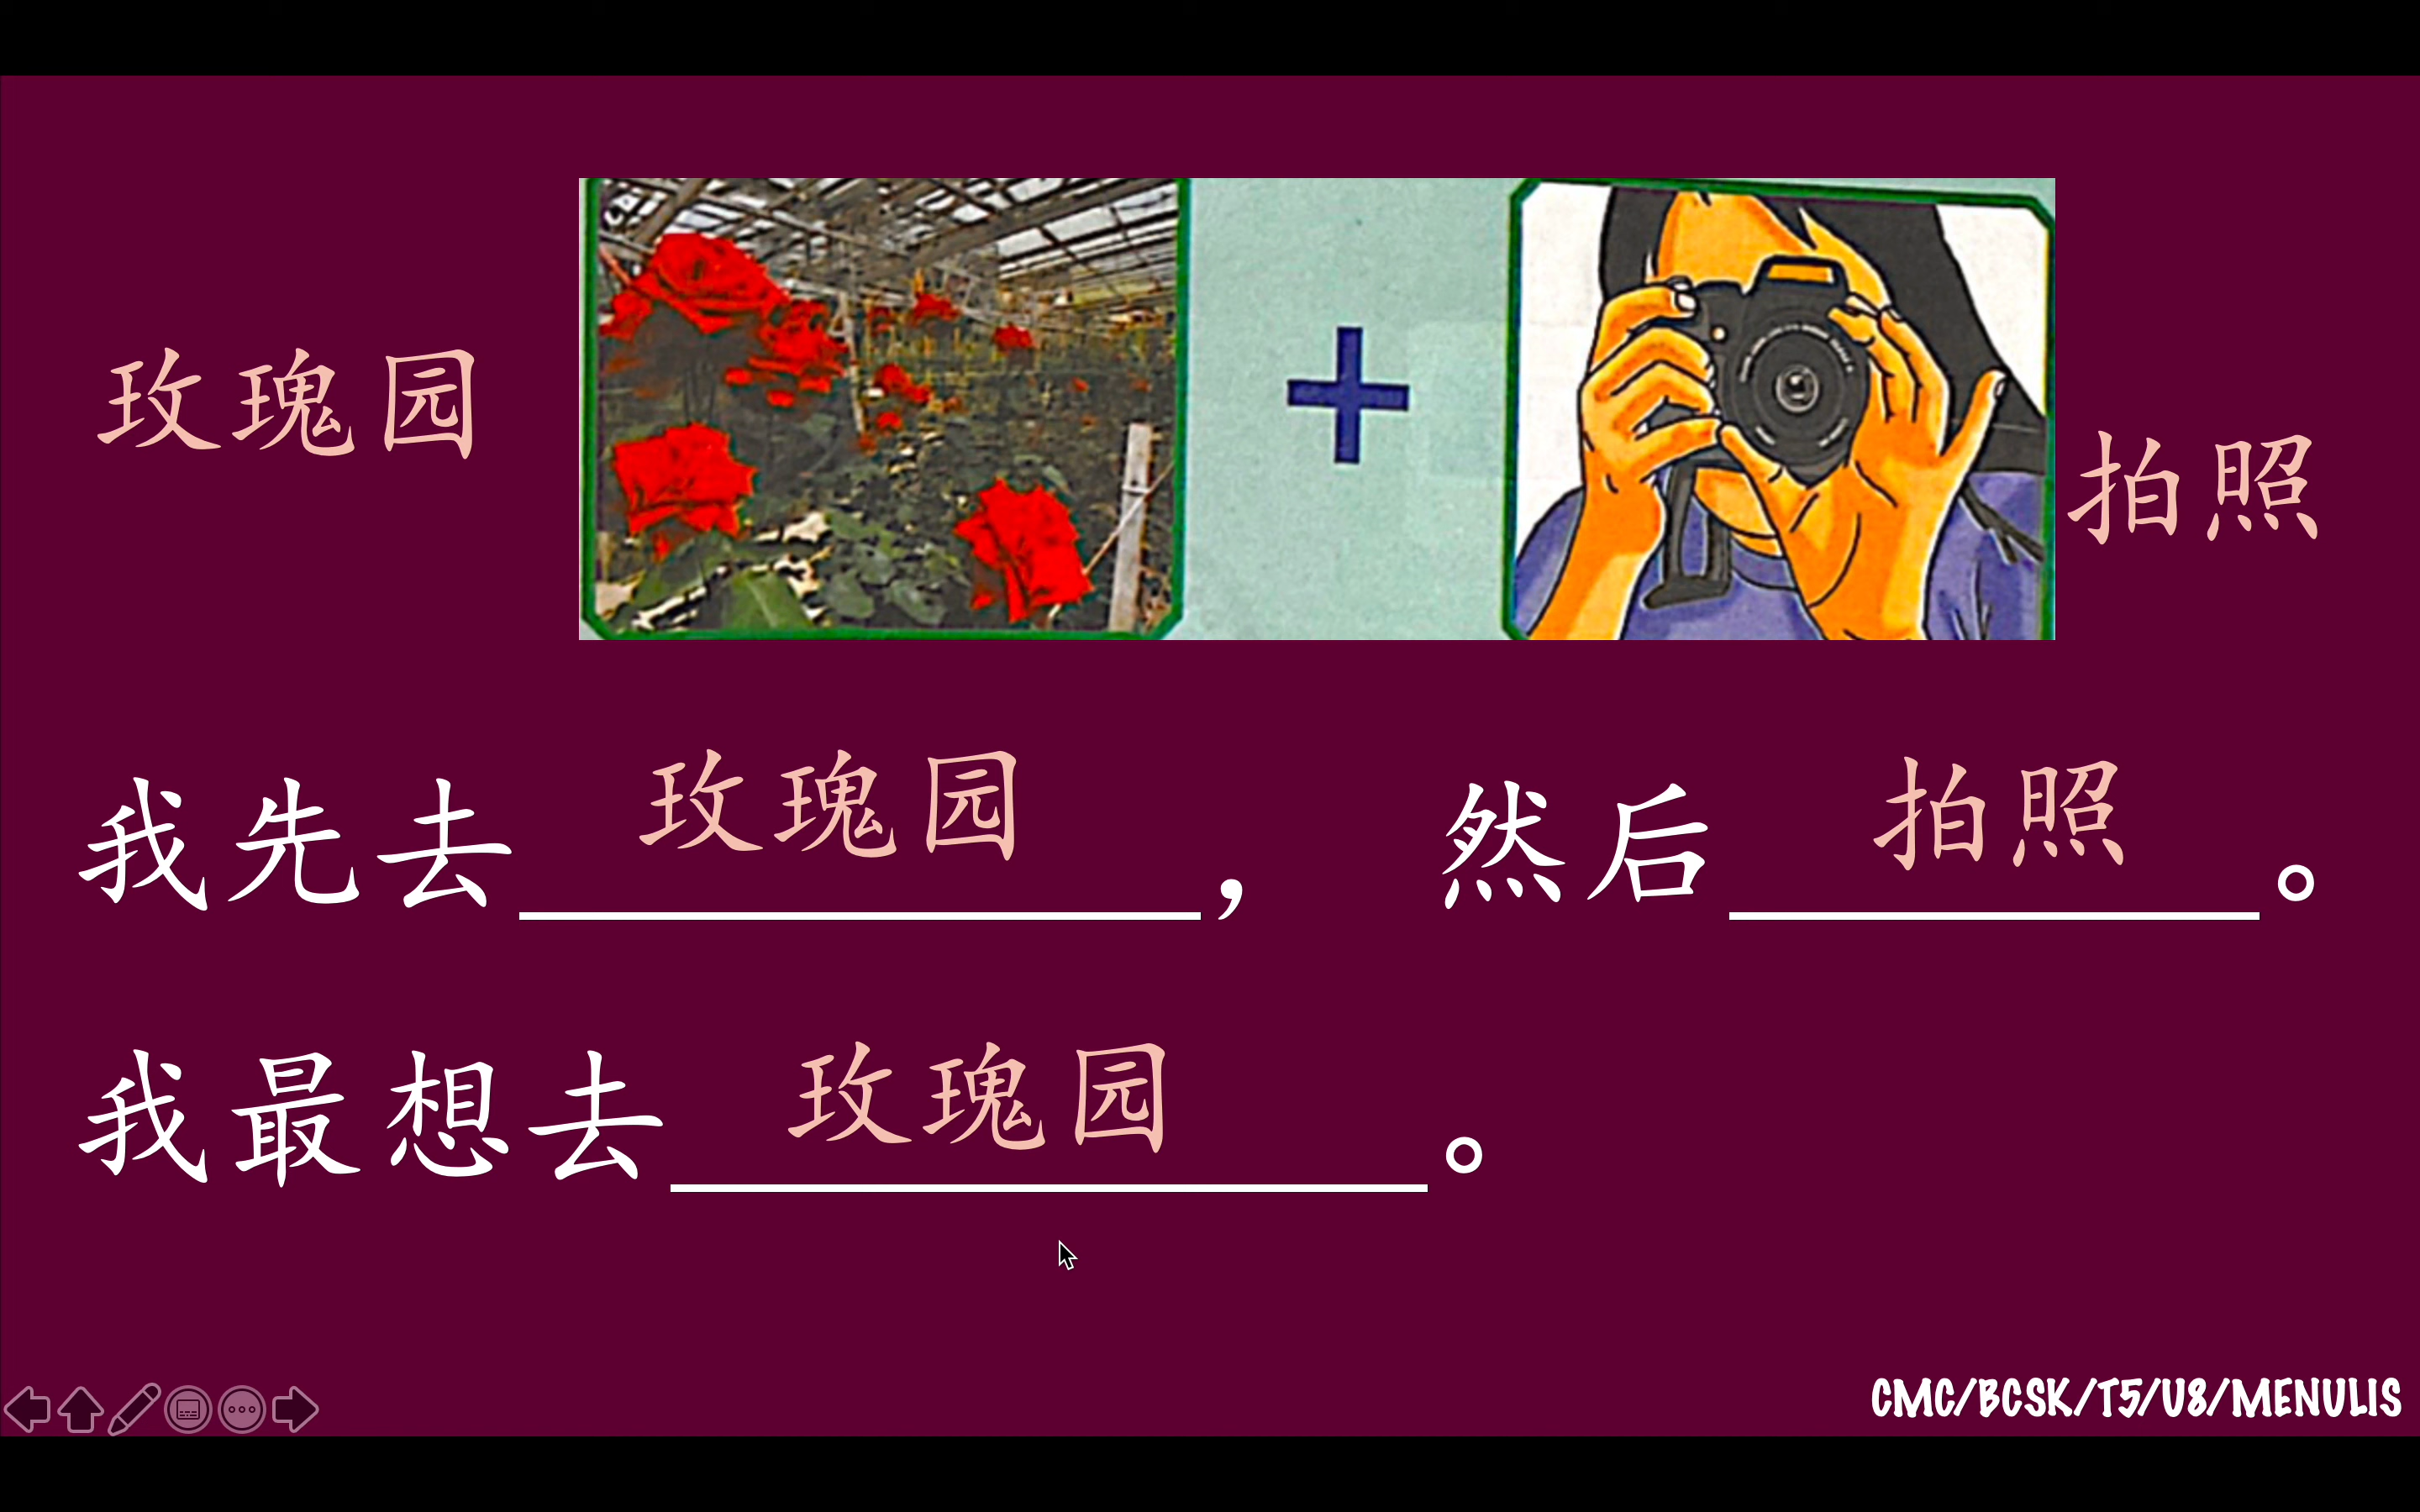 玫瑰园
拍照
我先去玫瑰园，然后拍照。
我最想去玫瑰园。
CMC/BCSK/T5/U8/MENULIS